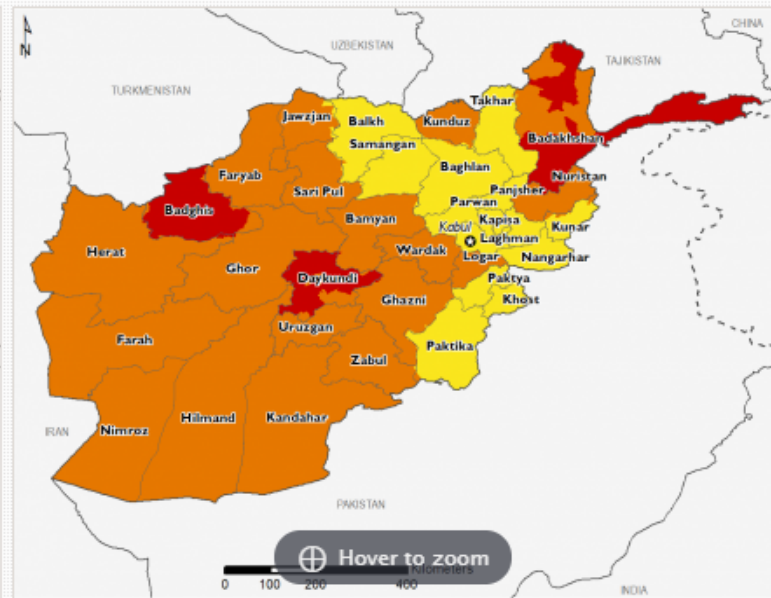 CHINA
UZBEKISTAN
N
TAJIKISTAN
TURKMENISTAN
Takhar
Jawzjan
Balkh
Kunduz
Badakhshan
Samangan
Baghlan
Faryab
Nuristan
Sari Pul
Panjsher
Parwan
Badghis
Bamyan
Kapisa
Kabul
Kunar
Laghman
Herat
Wardak
Logar
Nangarhar
Ghor
Daykundi
Paktya
Ghazni
Khost
Uruzgan
Farah
Paktika
Zabul
Hilmand
Kandahar
Nimroz
IRAN
PAKISTAN
Hover to zoom
Kilometers
0 100 200 400
INDIA